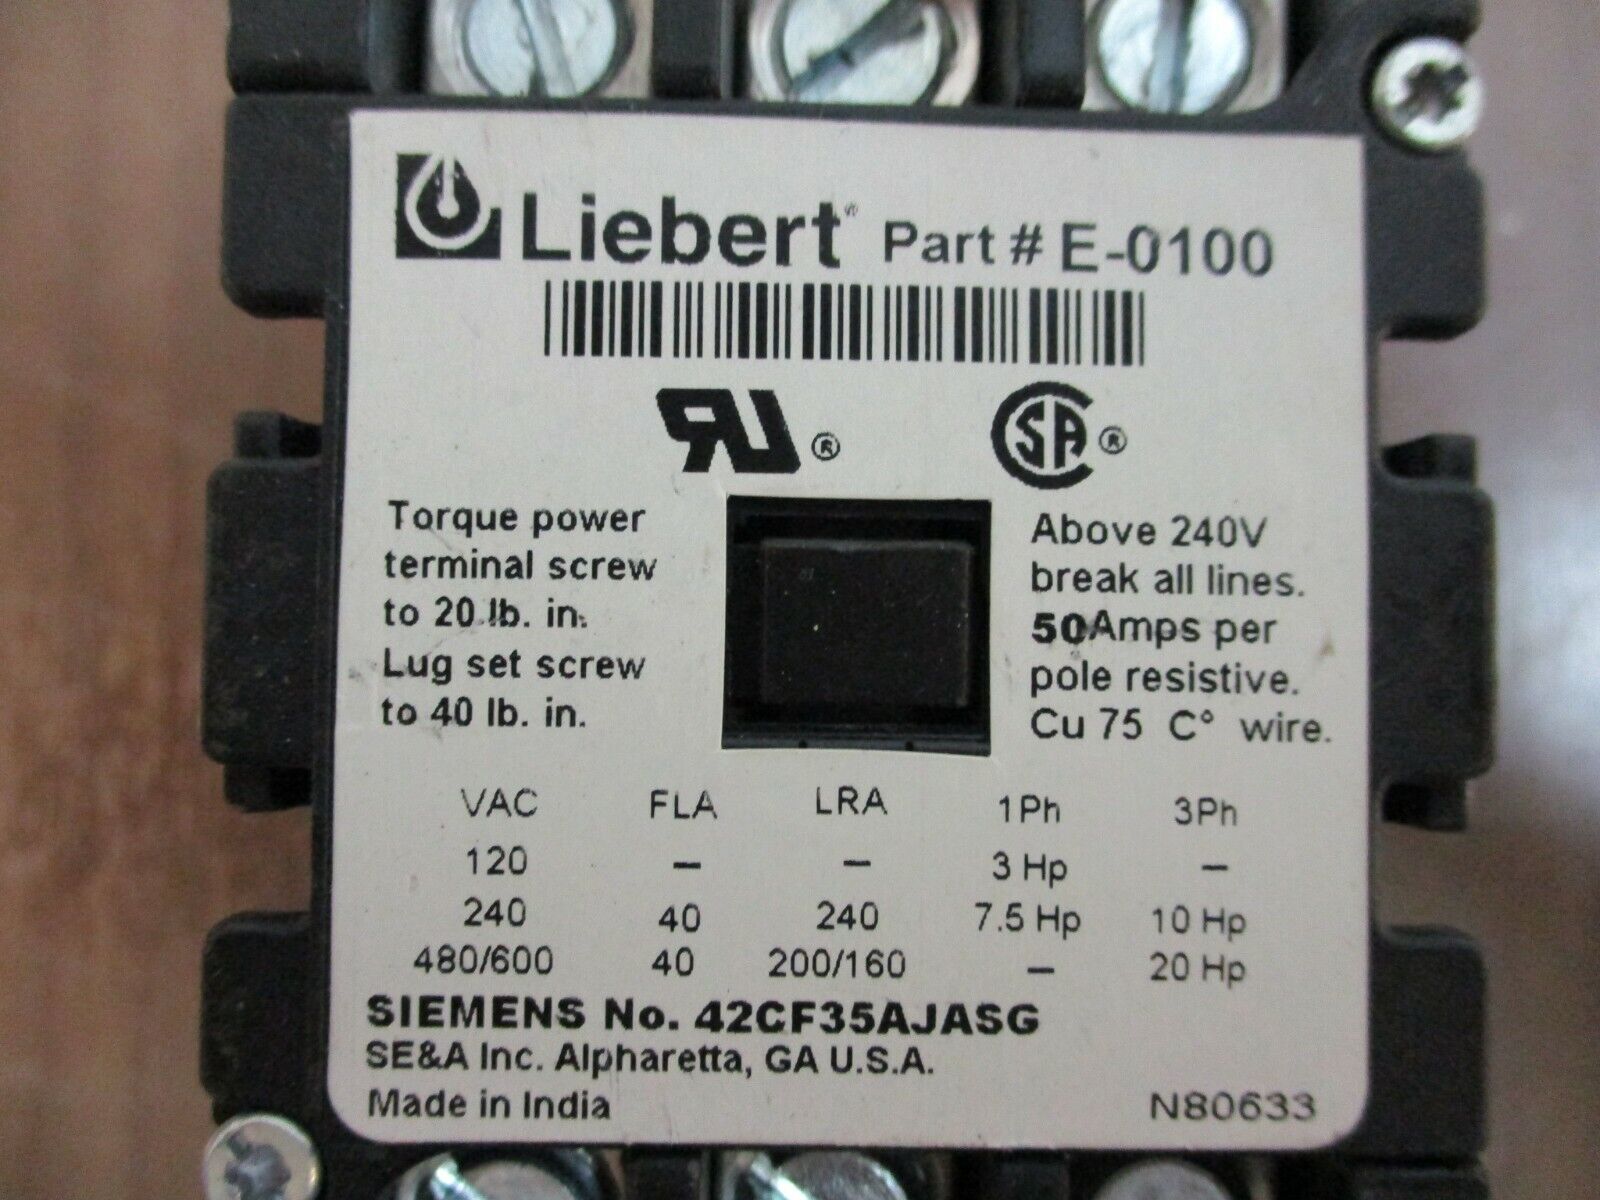 Liebert® Part # E-0100
RU®
SA®
Torque power
terminal screw
to 20 lb. in.
Lug set screw
to 40 lb. in.
Above 240V
break all lines.
50Amps per
pole resistive.
Cu 75 C° wire.
VAC FLA LRA 1Ph 3Ph
120 – – 3 Hp –
240 40 240 7.5 Hp 10 Hp
480/600 40 200/160 – 20 Hp
SIEMENS No. 42CF35AJASG
SE&A Inc. Alpharetta, GA U.S.A.
Made in India N80633